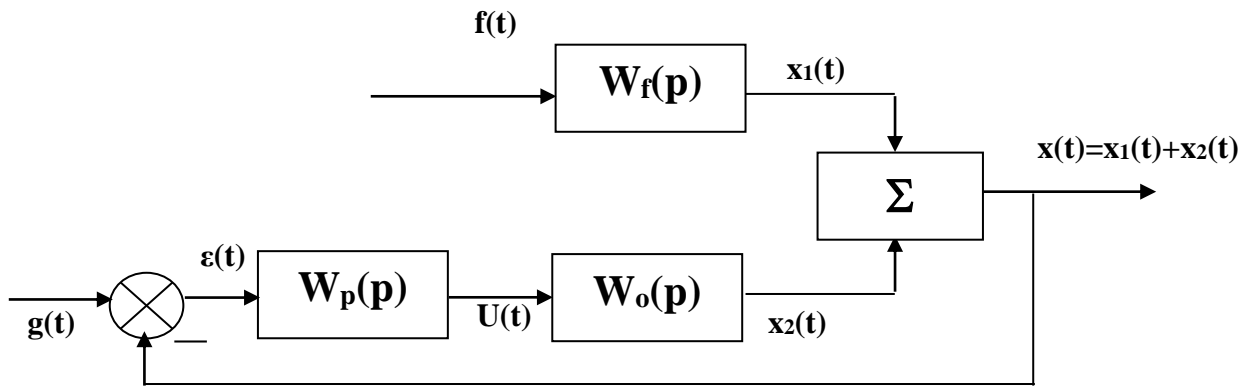 f(t)
Wf(p)
x1(t)
x(t)=x1(t)+x2(t)
Σ
ε(t)
Wp(p)
Wo(p)
g(t)
U(t)
x2(t)